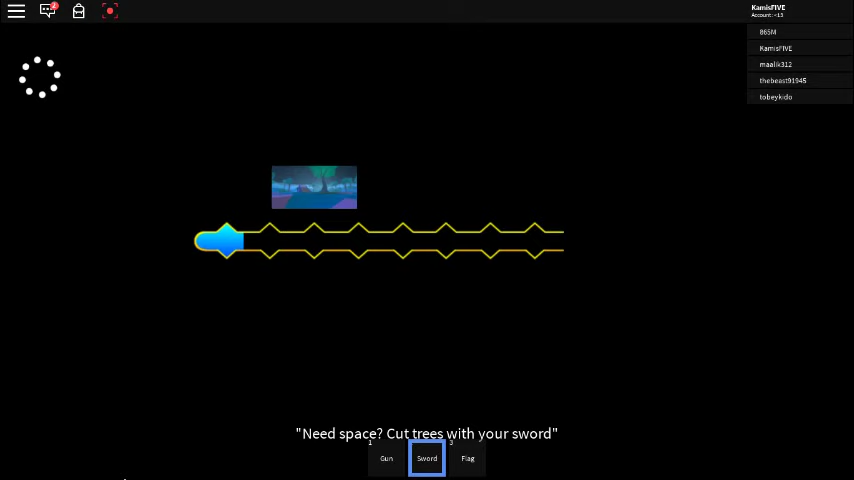 2
KamisFIVE
Account: <13
865M
KamisFIVE
maalik312
thebeast91945
tobeykido
"Need space? Cut trees with your sword"
1
Gun
Sword
3
Flag